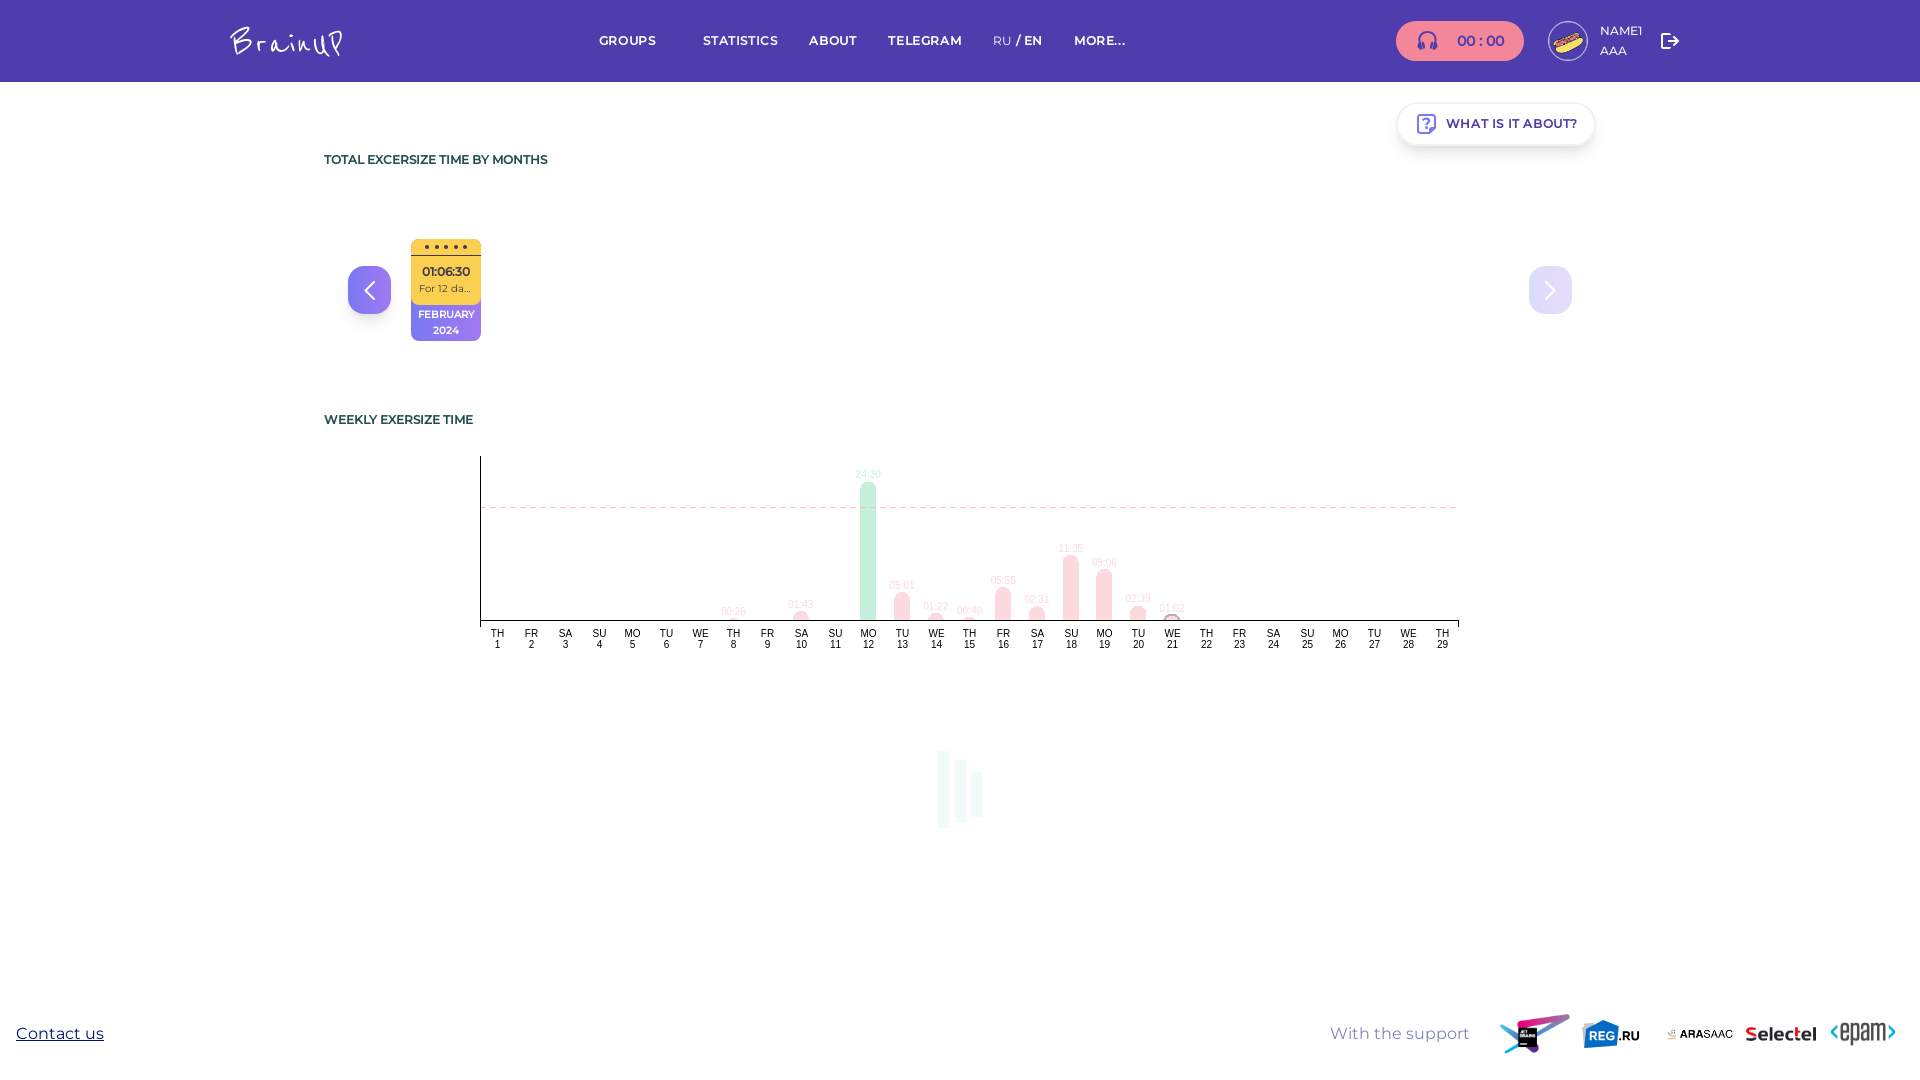 BrainUP
GROUPS STATISTICS ABOUT TELEGRAM RU / EN MORE...
00 : 00
NAME1
AAA
WHAT IS IT ABOUT?
TOTAL EXCERSIZE TIME BY MONTHS
01:06:30
For 12 da...
FEBRUARY
2024
WEEKLY EXERSIZE TIME
24:30
11:35
09:06
05:55
05:01
02:39
02:31
01:43
01:22
01:02
00:40
00:26
TH FR SA SU MO TU WE TH FR SA SU MO TU WE TH FR SA SU MO TU WE TH FR SA SU MO TU WE TH
1 2 3 4 5 6 7 8 9 10 11 12 13 14 15 16 17 18 19 20 21 22 23 24 25 26 27 28 29
Contact us
With the support
JET
BRAINS
REG.RU
ARASAAC
Selectel
<epam>